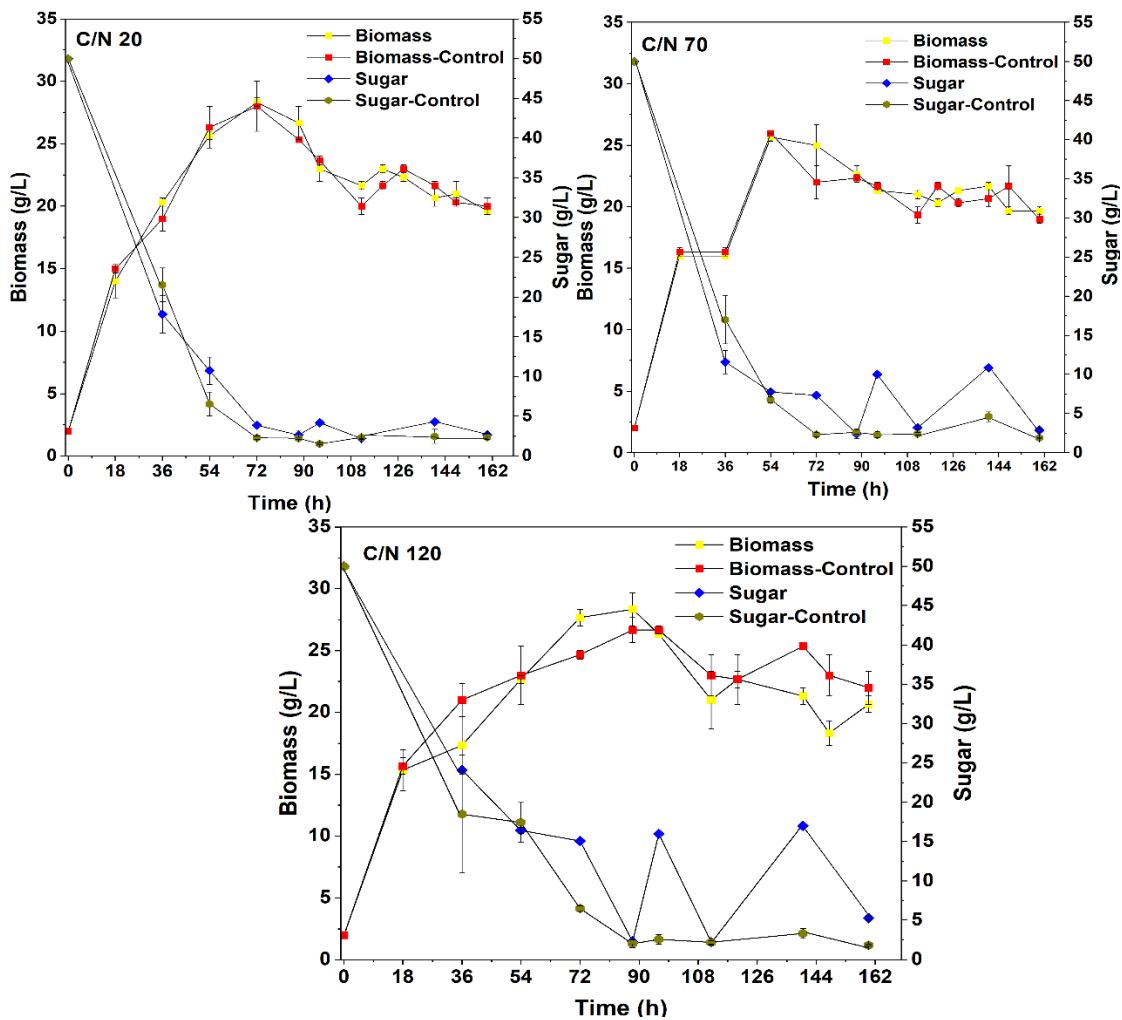 C/N 20
Biomass
Biomass-Control
Sugar
Sugar-Control
Biomass (g/L)
35
30
25
20
15
10
5
0
Sugar (g/L)
55
50
45
40
35
30
25
20
15
10
5
0
0 18 36 54 72 90 108 126 144 162
Time (h)
C/N 70
Biomass
Biomass-Control
Sugar
Sugar-Control
Biomass (g/L)
35
30
25
20
15
10
5
0
Sugar (g/L)
55
50
45
40
35
30
25
20
15
10
5
0
0 18 36 54 72 90 108 126 144 162
Time (h)
C/N 120
Biomass
Biomass-Control
Sugar
Sugar-Control
Biomass (g/L)
35
30
25
20
15
10
5
0
Sugar (g/L)
55
50
45
40
35
30
25
20
15
10
5
0
0 18 36 54 72 90 108 126 144 162
Time (h)